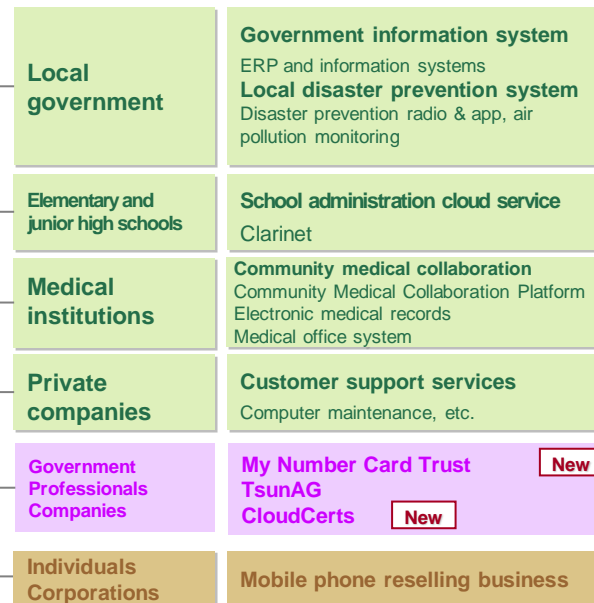 Local
government
Government information system
ERP and information systems
Local disaster prevention system
Disaster prevention radio & app, air
pollution monitoring
Elementary and
junior high schools
School administration cloud service
Clarinet
Medical
institutions
Community medical collaboration
Community Medical Collaboration Platform
Electronic medical records
Medical office system
Private
companies
Customer support services
Computer maintenance, etc.
Government
Professionals
Companies
My Number Card Trust New
TsunAG
CloudCerts New
Individuals
Corporations
Mobile phone reselling business